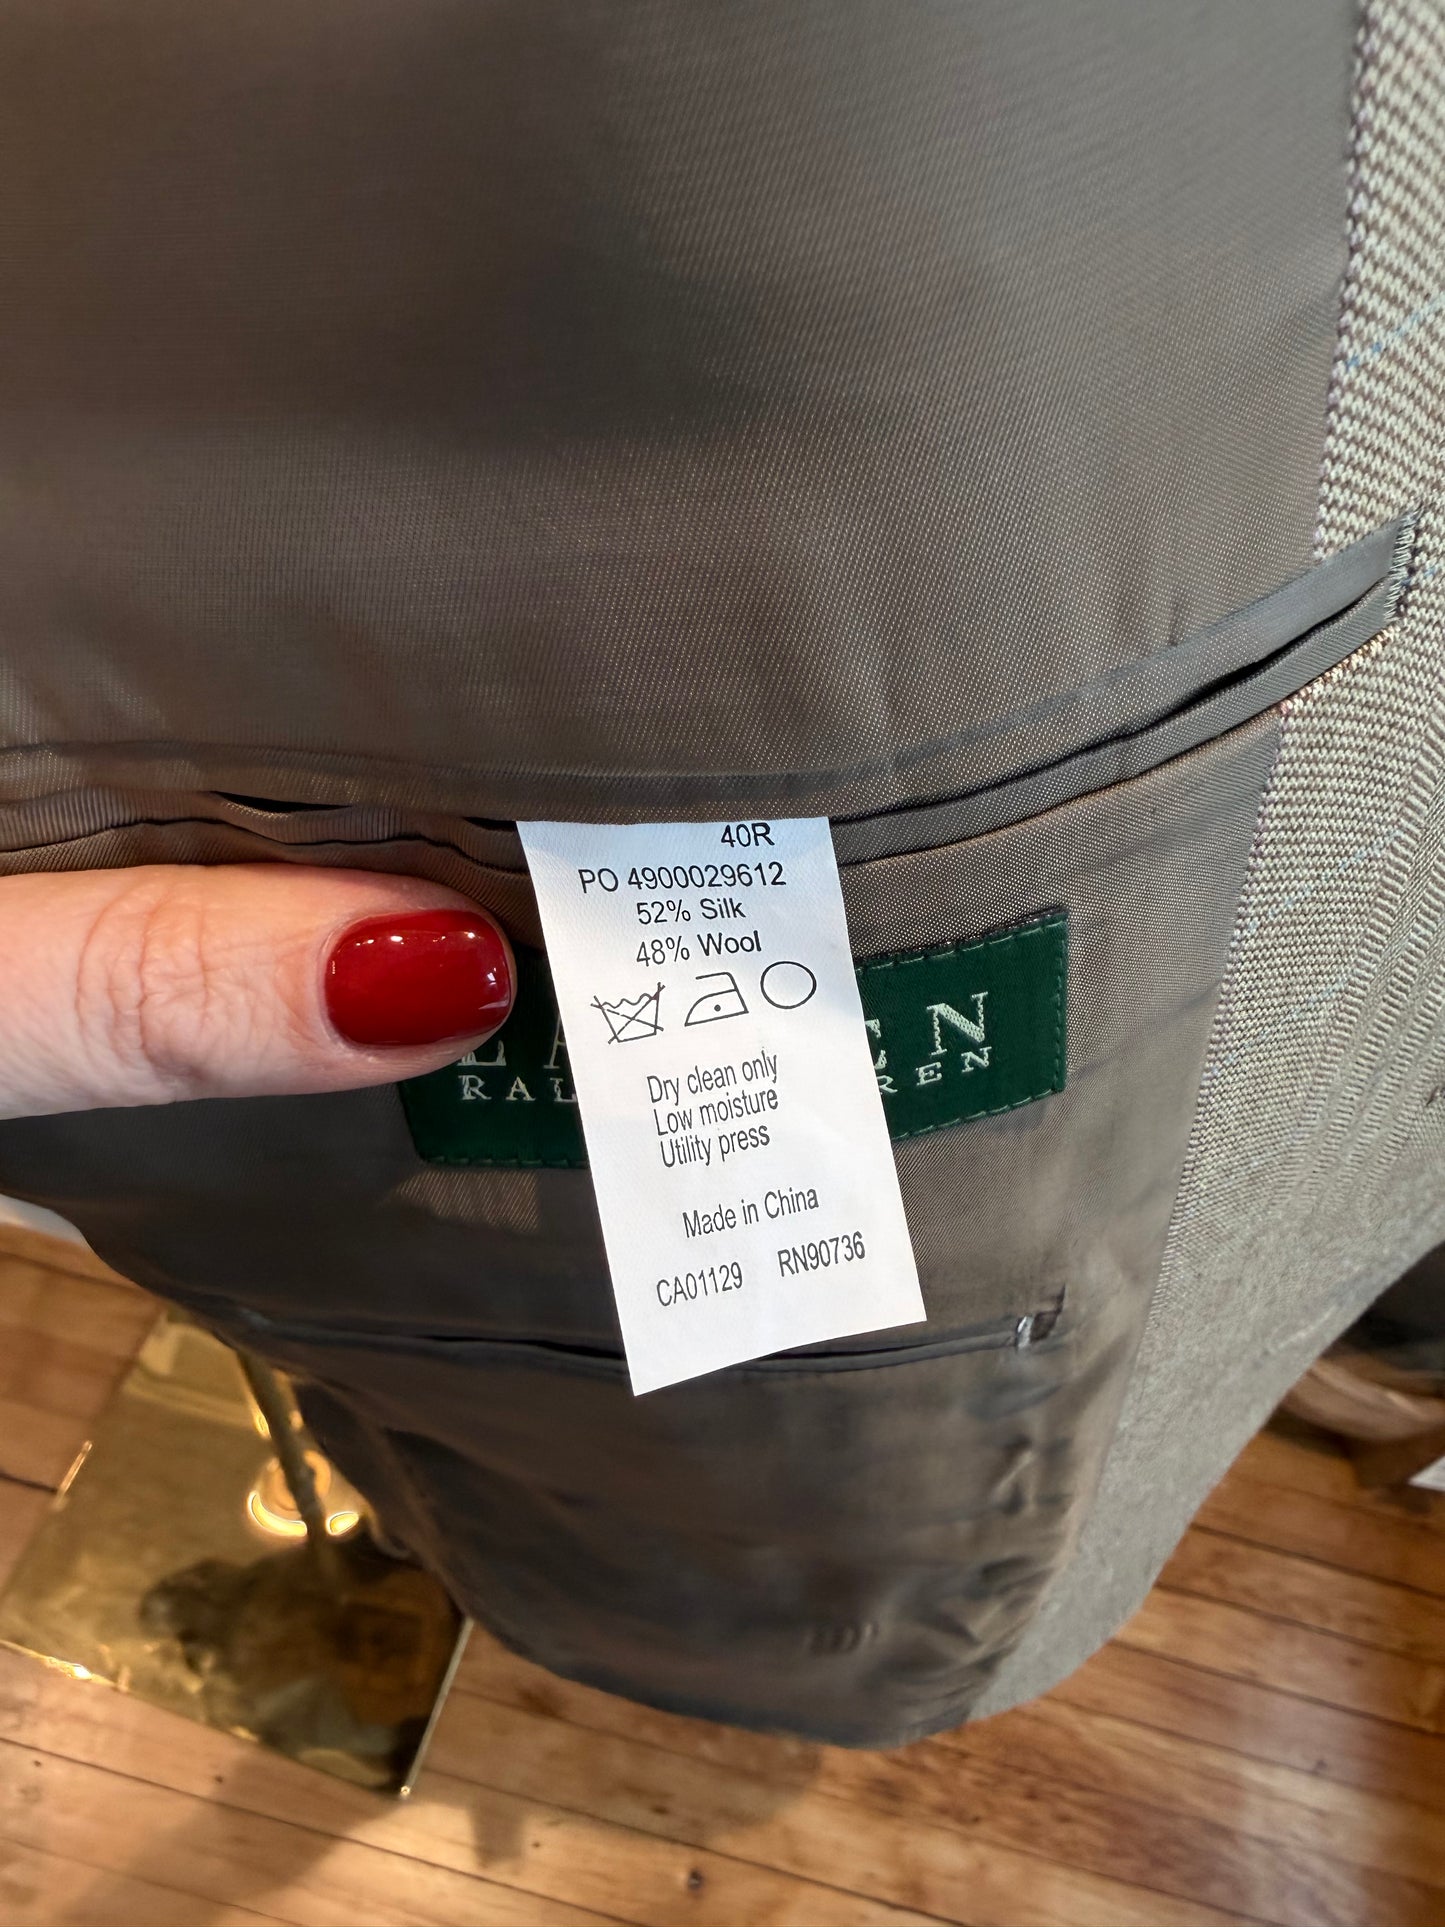 40R
PO 4900029612
52% Silk
48% Wool
Dry clean only
Low moisture
Utility press
Made in China
CA01129 RN90736